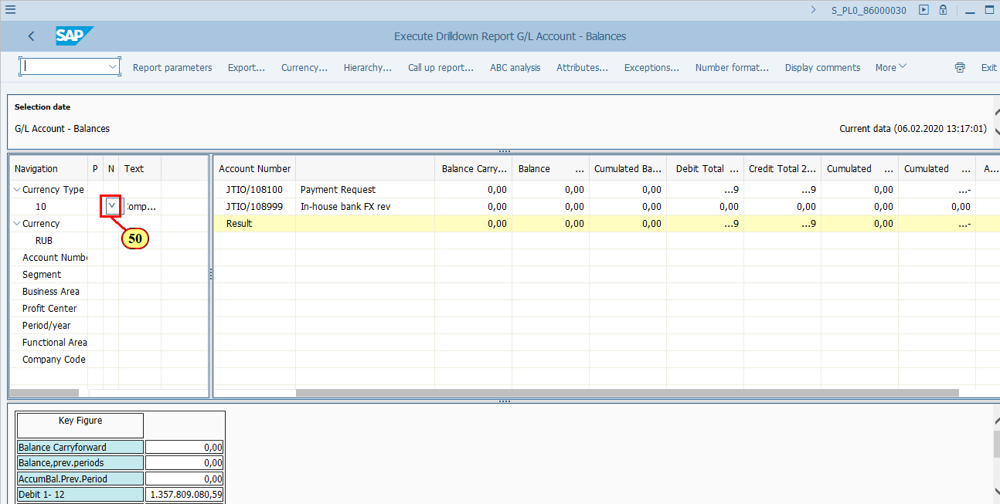 S_PL0_86000030
SAP Execute Drilldown Report G/L Account - Balances
Report parameters Export... Currency... Hierarchy... Call up report... ABC analysis Attributes... Exceptions... Number format... Display comments More Exit
Selection date
G/L Account - Balances Current data (06.02.2020 13:17:01)
Navigation P N Text Account Number Balance Carry... Balance ... Cumulated Ba... Debit Total ... Credit Total 2... Cumulated ... Cumulated ... A...
Currency Type JTIO/108100 Payment Request 0,00 0,00 0,00 ...9 ...9 0,00 ...-
10 omp... JTIO/108999 In-house bank FX rev 0,00 0,00 0,00 0,00 0,00 0,00 0,00
Currency Result 0,00 0,00 0,00 ...9 ...9 0,00 ...-
50
RUB
Account Numbe
Segment
Business Area
Profit Center
Period/year
Functional Area
Company Code
Key Figure
Balance Carryforward 0,00
Balance,prev.periods 0,00
AccumBal.Prev.Period 0,00
Debit 1- 12 1.357.809.080,59